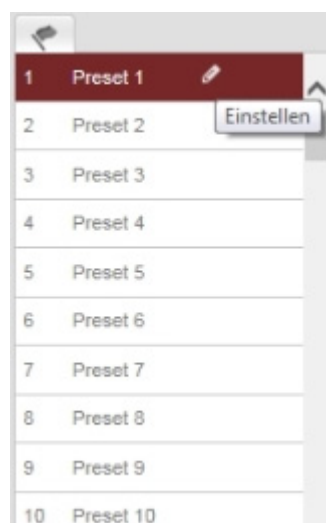 1 Preset 1
Einstellen
2 Preset 2
3 Preset 3
4 Preset 4
5 Preset 5
6 Preset 6
7 Preset 7
8 Preset 8
9 Preset 9
10 Preset 10